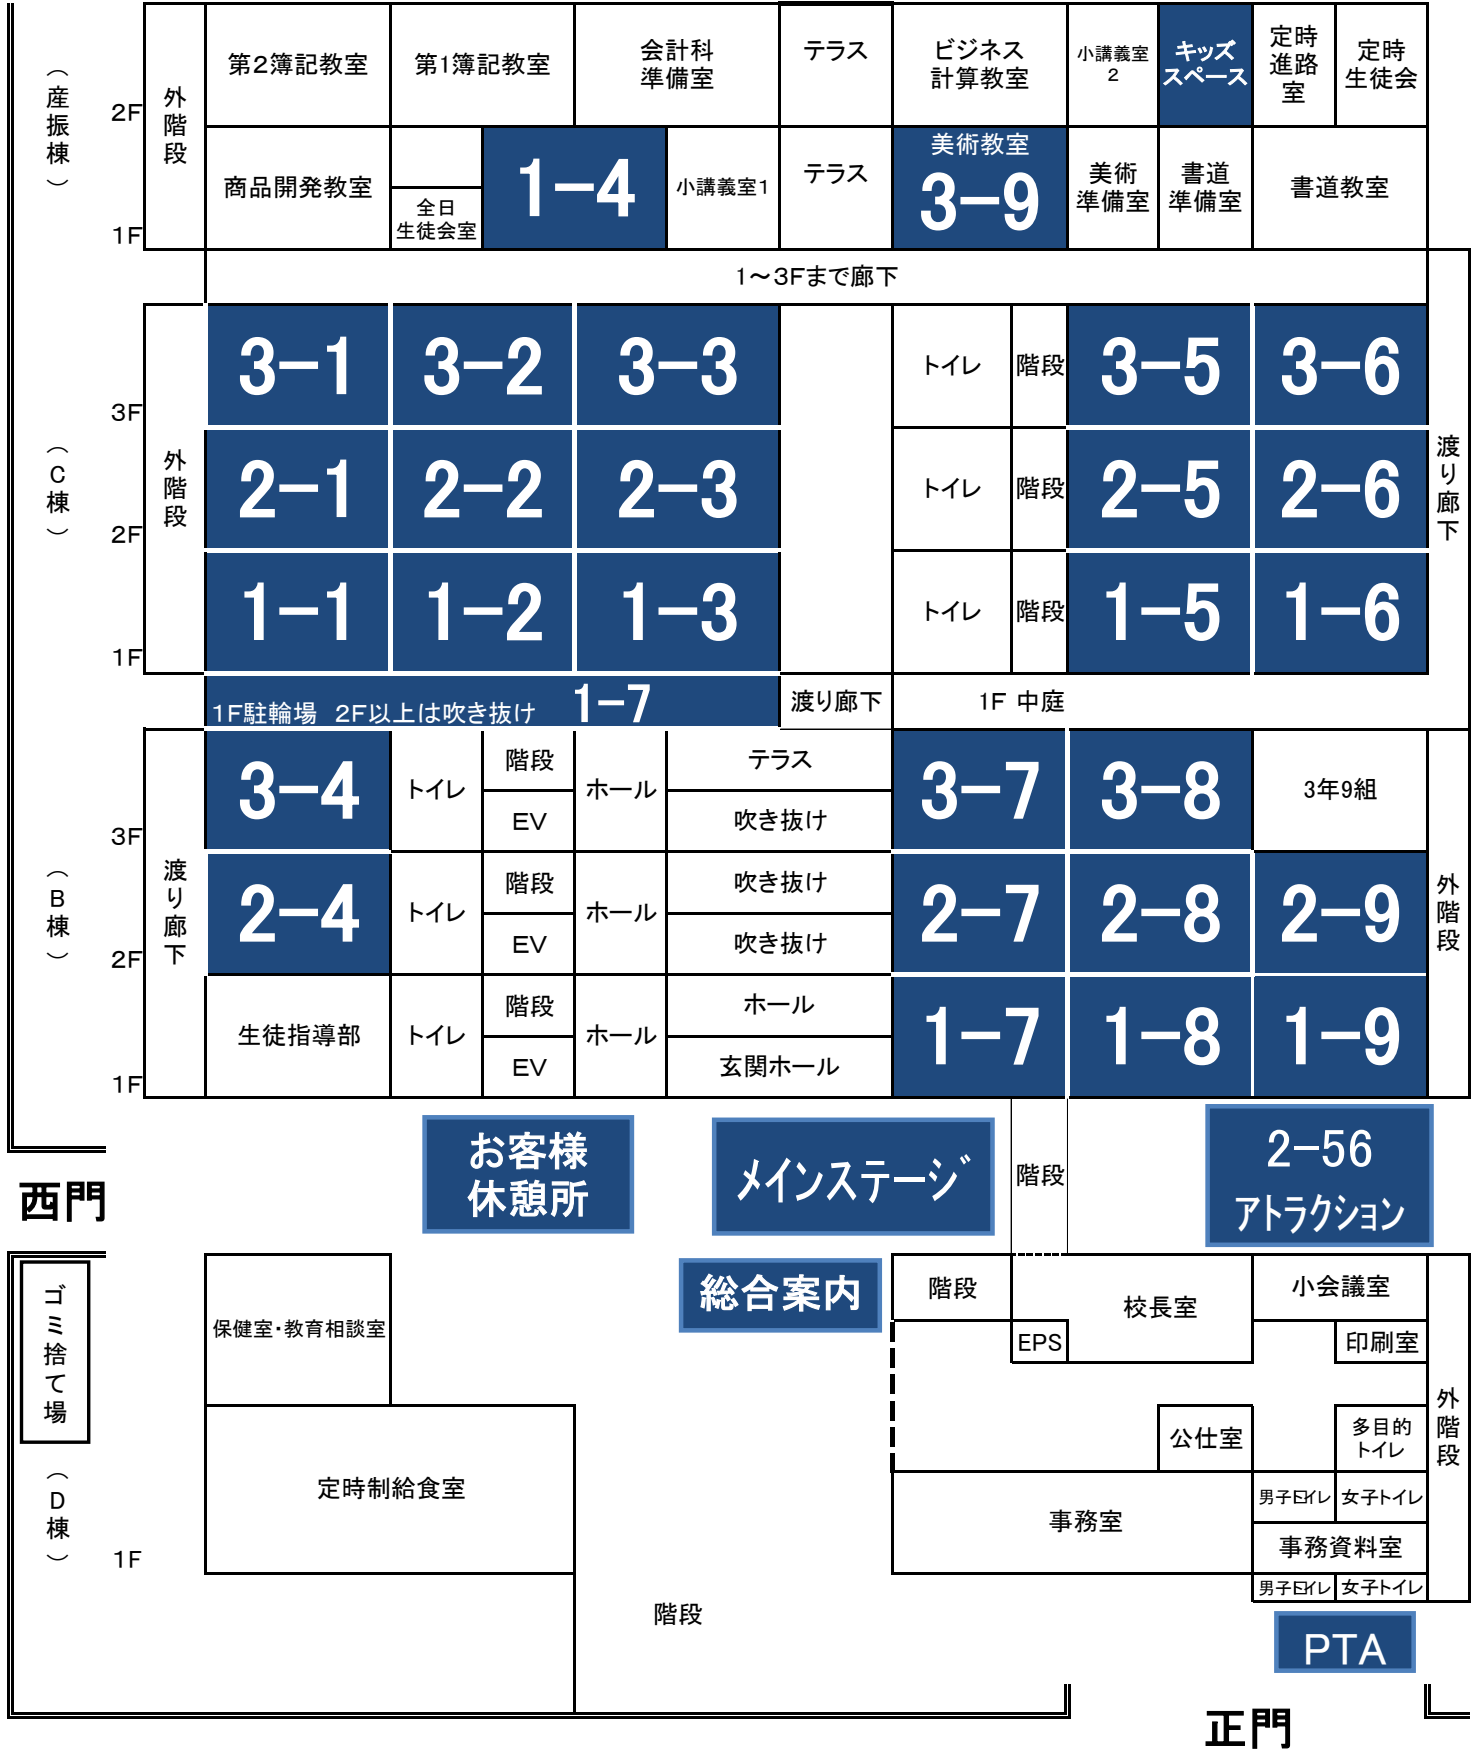 （産振棟）
2F
1F
外階段
第2簿記教室
第1簿記教室
会計科
準備室
テラス
ビジネス
計算教室
小講義室
2
キッズ
スペース
定時
進路
室
定時
生徒会
商品開発教室
全日
生徒会室
1-4
小講義室1
テラス
美術教室
3-9
美術
準備室
書道
準備室
書道教室
1～3Fまで廊下
（C棟）
3F
2F
1F
外階段
3-1
3-2
3-3
トイレ
階段
3-5
3-6
2-1
2-2
2-3
トイレ
階段
2-5
2-6
1-1
1-2
1-3
トイレ
階段
1-5
1-6
渡り廊下
1F駐輪場 2F以上は吹き抜け 1-7
渡り廊下
1F 中庭
（B棟）
3F
2F
1F
渡り廊下
3-4
トイレ
階段
EV
ホール
テラス
吹き抜け
3-7
3-8
3年9組
2-4
トイレ
階段
EV
ホール
吹き抜け
吹き抜け
2-7
2-8
2-9
生徒指導部
トイレ
階段
EV
ホール
ホール
玄関ホール
1-7
1-8
1-9
外階段
西門
お客様
休憩所
メインステージ
階段
2-56
アトラクション
総合案内
ゴミ捨て場
（D棟）
1F
保健室・教育相談室
定時制給食室
階段
階段
EPS
校長室
小会議室
印刷室
公仕室
多目的
トイレ
事務室
男子トイレ
女子トイレ
事務資料室
男子トイレ
女子トイレ
外階段
PTA
正門